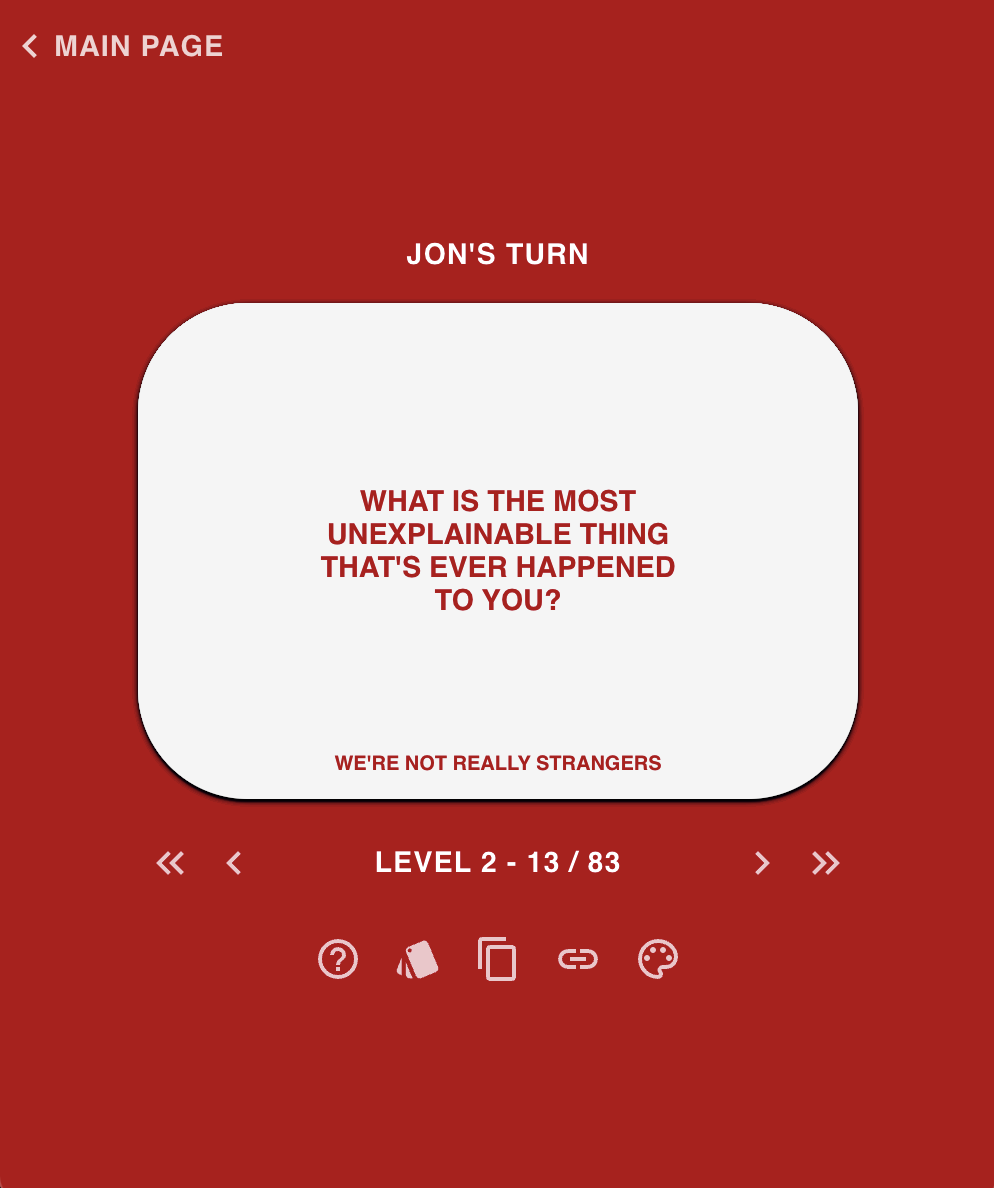 MAIN PAGE
JON'S TURN
WHAT IS THE MOST
UNEXPLAINABLE THING
THAT'S EVER HAPPENED
TO YOU?
WE'RE NOT REALLY STRANGERS
LEVEL 2 - 13 / 83